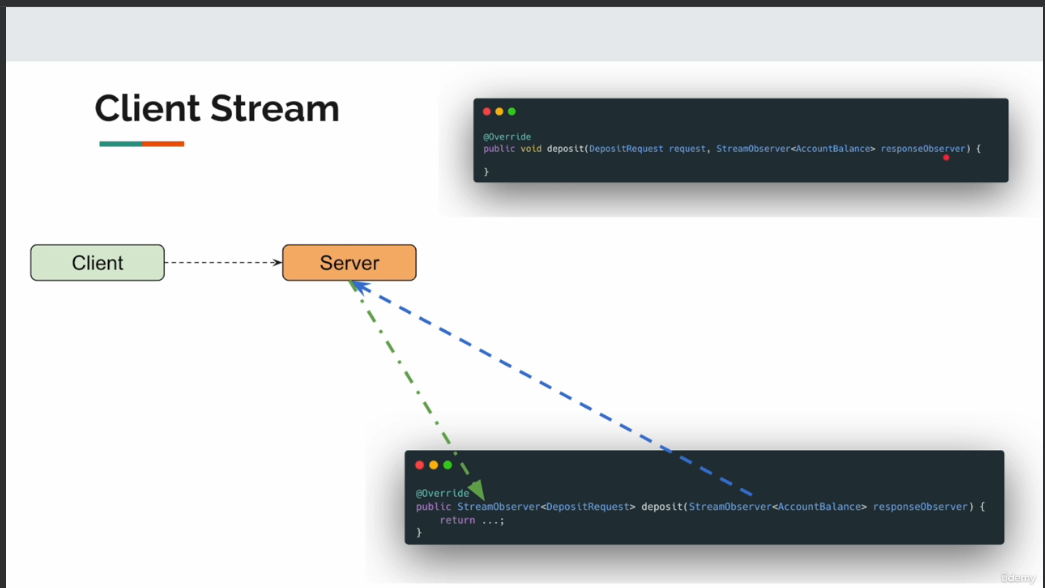 Client Stream
@Override
public void deposit(DepositRequest request, StreamObserver<AccountBalance> responseObserver) {
}
Client
Server
@Override
public StreamObserver<DepositRequest> deposit(StreamObserver<AccountBalance> responseObserver) {
return ...;
}
Udemy